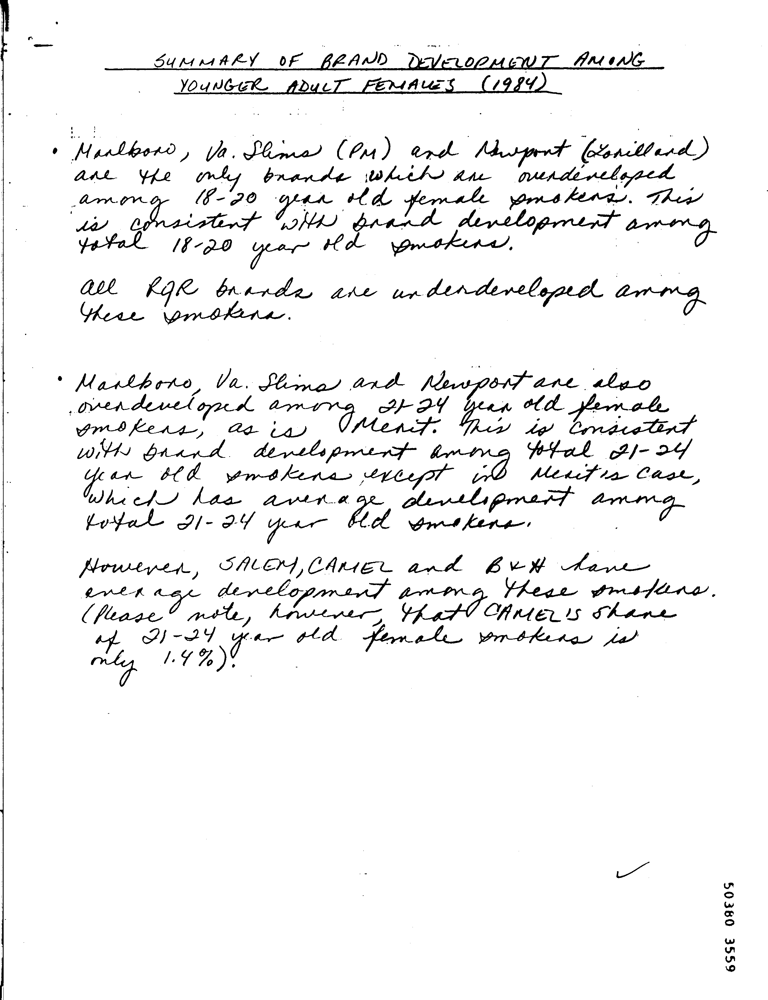 SUMMARY OF BRAND DEVELOPMENT AMONG
YOUNGER ADULT FEMALES (1984)
• Marlboro, Va. Slims (PM) and Newport (Lorillard)
are the only brands which are overdeveloped
among 18-20 year old female smokers. This
is consistent with brand development among
total 18-20 year old smokers.
All RJR brands are underdeveloped among
these smokers.
• Marlboro, Va. Slims and Newport are also
overdeveloped among 21-24 year old female
smokers, as is Merit. This is consistent
with brand development among total 21-24
year old smokers except in Merit's case,
which has average development among
total 21-24 year old smokers.
However, SALEM, CAMEL and B&H have
average development among these smokers.
(Please note, however, that CAMEL'S share
of 21-24 year old female smokers is
only 1.4%).
50380 3559